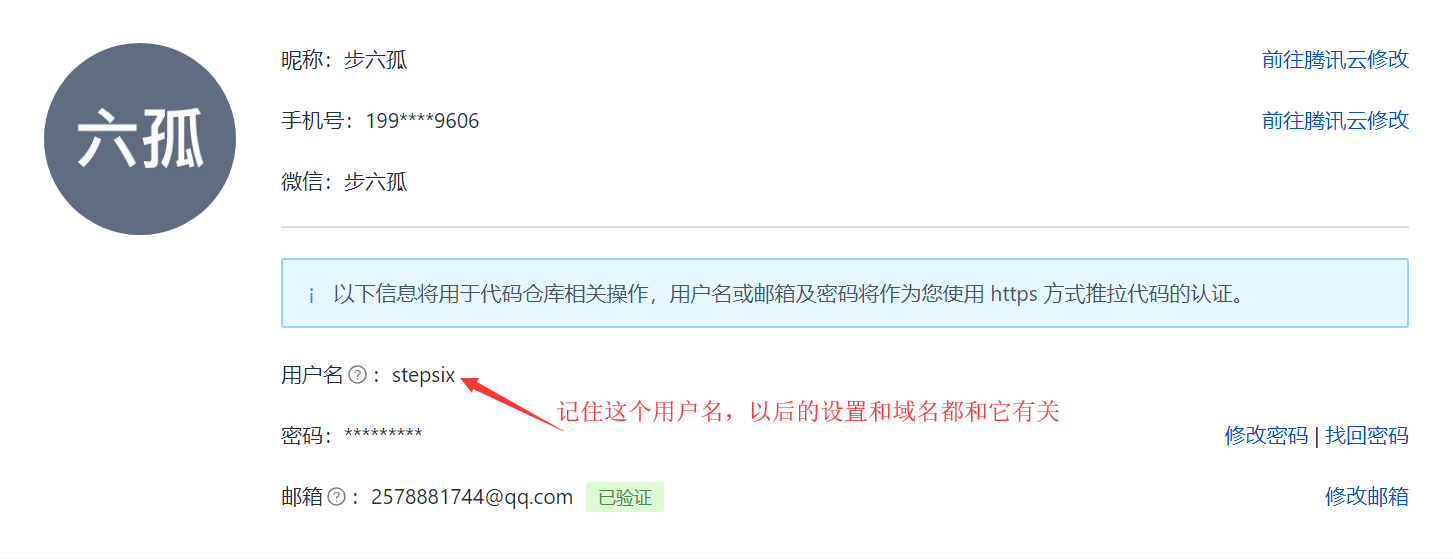 六孤
昵称：步六孤 前往腾讯云修改
手机号：199****9606 前往腾讯云修改
微信：步六孤
i 以下信息将用于代码仓库相关操作，用户名或邮箱及密码将作为您使用 https 方式推拉代码的认证。
用户名?：stepsix
记住这个用户名，以后的设置和域名都和它有关
密码：********* 修改密码 | 找回密码
邮箱?：2578881744@qq.com 已验证 修改邮箱